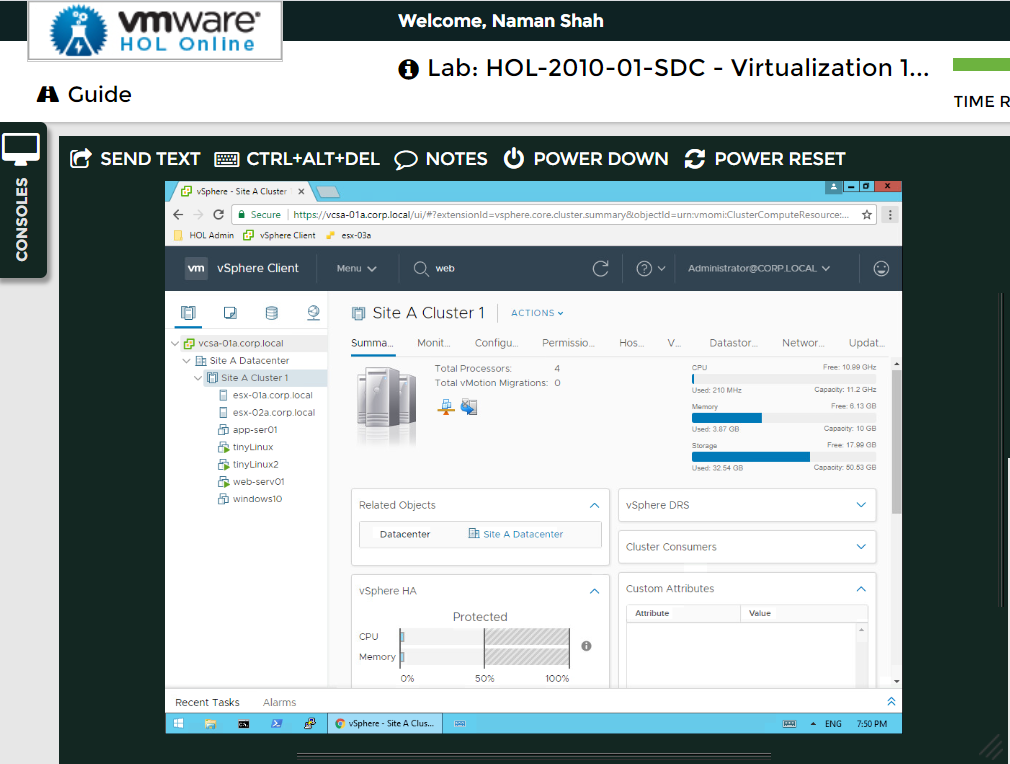 vmware®
HOL Online
Welcome, Naman Shah
Lab: HOL-2010-01-SDC - Virtualization 1...
Guide
TIME R
CONSOLES
SEND TEXT CTRL+ALT+DEL NOTES POWER DOWN POWER RESET
vSphere - Site A Cluster
Secure https://vcsa-01a.corp.local/ui/#?extensionId=vsphere.core.cluster.summary&objectId=urn:vmomi:ClusterComputeResource:...
HOL Admin vSphere Client esx-03a
vm vSphere Client Menu web Administrator@CORP.LOCAL
Site A Cluster 1 ACTIONS
Summa... Monit... Configu... Permissio... Hos... V... Datastor... Networ... Updat...
vcsa-01a.corp.local
Site A Datacenter
Site A Cluster 1
esx-01a.corp.local
esx-02a.corp.local
app-ser01
tinyLinux
tinyLinux2
web-serv01
windows10
Total Processors: 4
Total vMotion Migrations: 0
CPU Free: 10.99 GHz
Used: 210 MHz Capacity: 11.2 GHz
Memory Free: 6.13 GB
Used: 3.87 GB Capacity: 10 GB
Storage Free: 17.99 GB
Used: 32.54 GB Capacity: 50.53 GB
Related Objects
Datacenter Site A Datacenter
vSphere HA
Protected
CPU
Memory
0% 50% 100%
vSphere DRS
Cluster Consumers
Custom Attributes
Attribute Value
Recent Tasks Alarms
vSphere - Site A Clus... ENG 7:50 PM